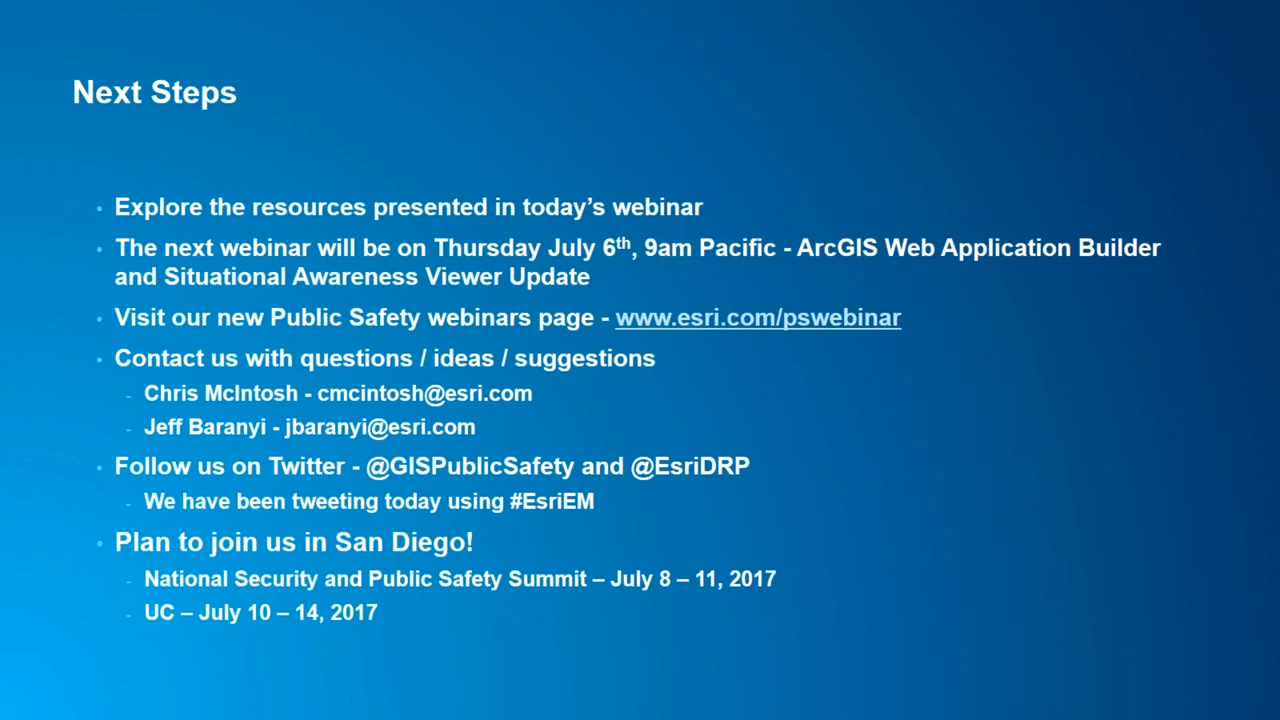 Next Steps
• Explore the resources presented in today’s webinar
• The next webinar will be on Thursday July 6th, 9am Pacific - ArcGIS Web Application Builder
and Situational Awareness Viewer Update
• Visit our new Public Safety webinars page - www.esri.com/pswebinar
• Contact us with questions / ideas / suggestions
- Chris McIntosh - cmcintosh@esri.com
- Jeff Baranyi - jbaranyi@esri.com
• Follow us on Twitter - @GISPublicSafety and @EsriDRP
- We have been tweeting today using #EsriEM
• Plan to join us in San Diego!
- National Security and Public Safety Summit – July 8 – 11, 2017
- UC – July 10 – 14, 2017